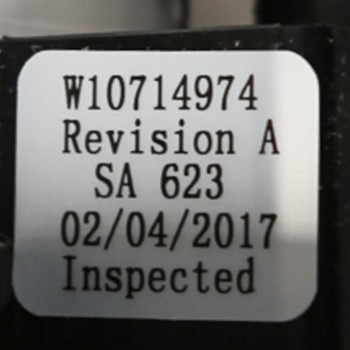 W10714974
Revision A
SA 623
02/04/2017
Inspected